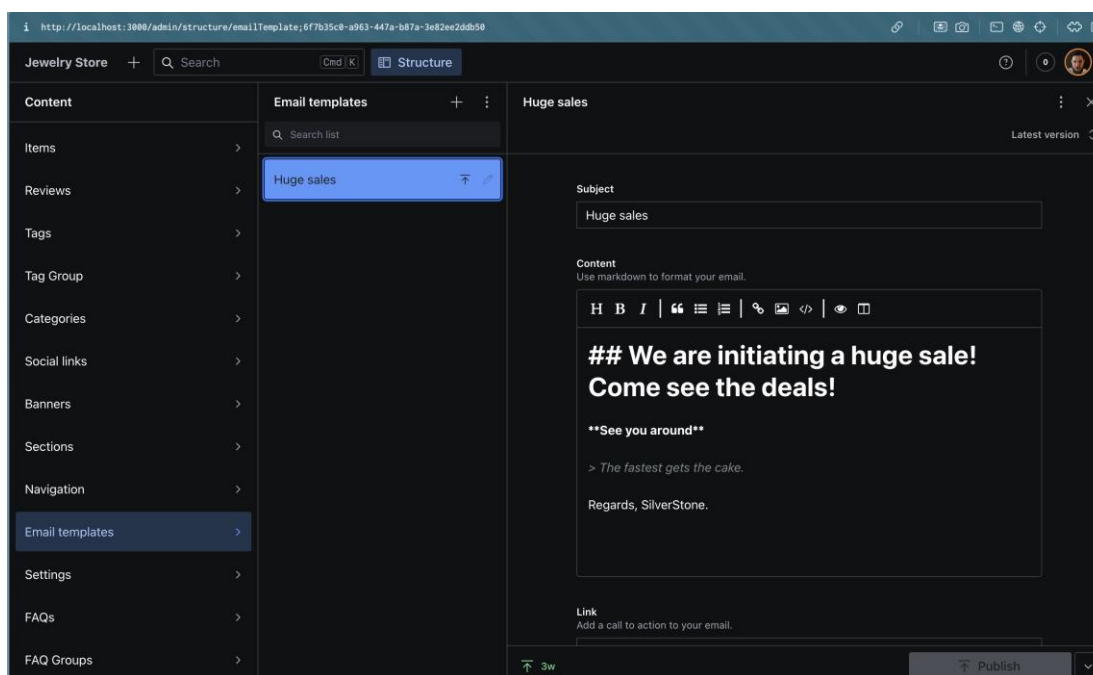 i http://localhost:3000/admin/structure/emailTemplate;6f7b35c0-a963-447a-b87a-3e82ee2ddb50
Jewelry Store + Search Cmd K Structure 0
Content
Items
Reviews
Tags
Tag Group
Categories
Social links
Banners
Sections
Navigation
Email templates
Settings
FAQs
FAQ Groups
Email templates
Search list
Huge sales
Huge sales
Latest version
Subject
Huge sales
Content
Use markdown to format your email.
H B I
## We are initiating a huge sale!
Come see the deals!
**See you around**
> The fastest gets the cake.
Regards, SilverStone.
Link
Add a call to action to your email.
3w Publish